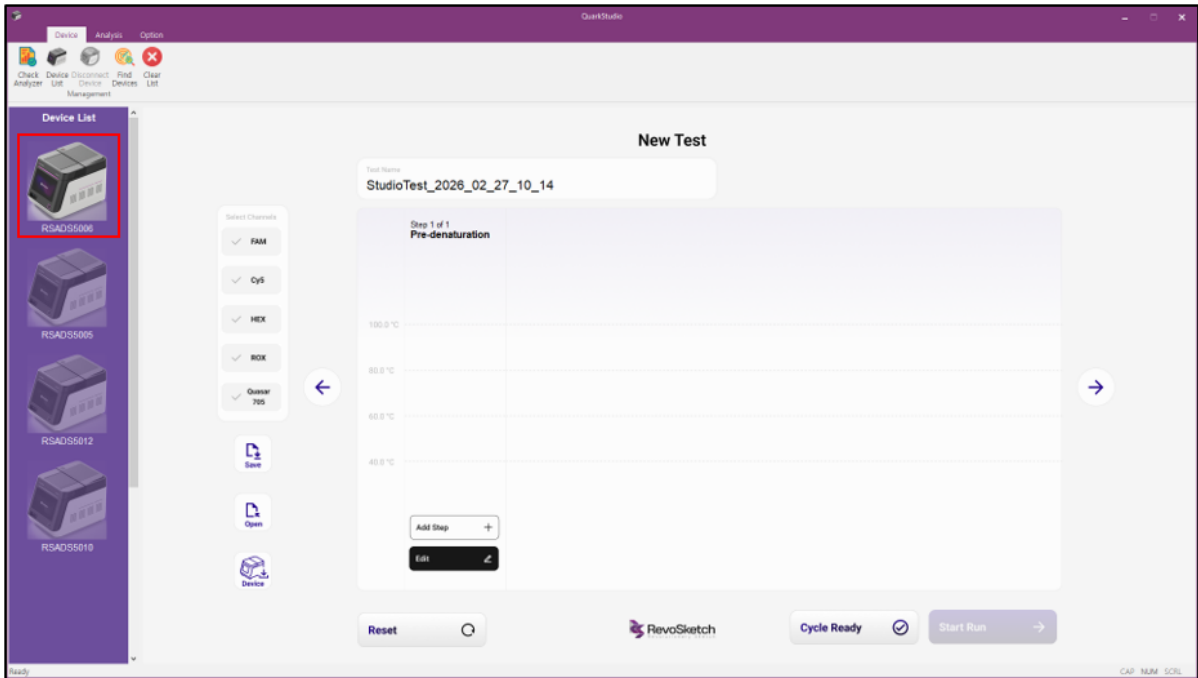 QuarkStudio
Device Analysis Option
Check Analyzer
Device List
Disconnect Device
Find Devices
Clear List
Management
Device List
RSADS5006
RSADS5005
RSADS5012
RSADS5010
New Test
Test Name
StudioTest_2026_02_27_10_14
Select Channels
FAM
Cy5
HEX
ROX
Quasar
705
Save
Open
Device
Step 1 of 1
Pre-denaturation
100.0 °C
80.0 °C
60.0 °C
40.0 °C
Add Step
Edit
Reset
RevoSketch
Cycle Ready
Start Run
Ready
CAP NUM SCRL